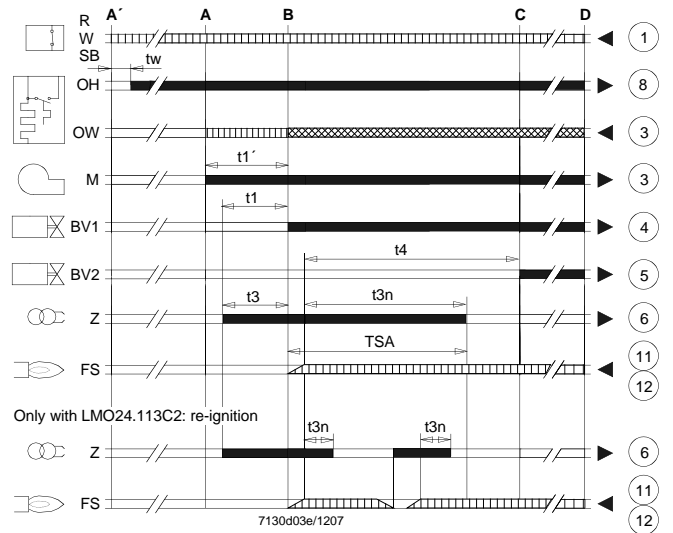 A´ A B C D
R
W 1
SB tw
OH 8
OW 3
t1´
M 3
t1
BV1 4
t4
BV2 5
t3 t3n
Z 6
TSA
11
FS
12
Only with LMO24.113C2: re-ignition
t3n t3n
Z 6
11
FS
7130d03e/1207
12